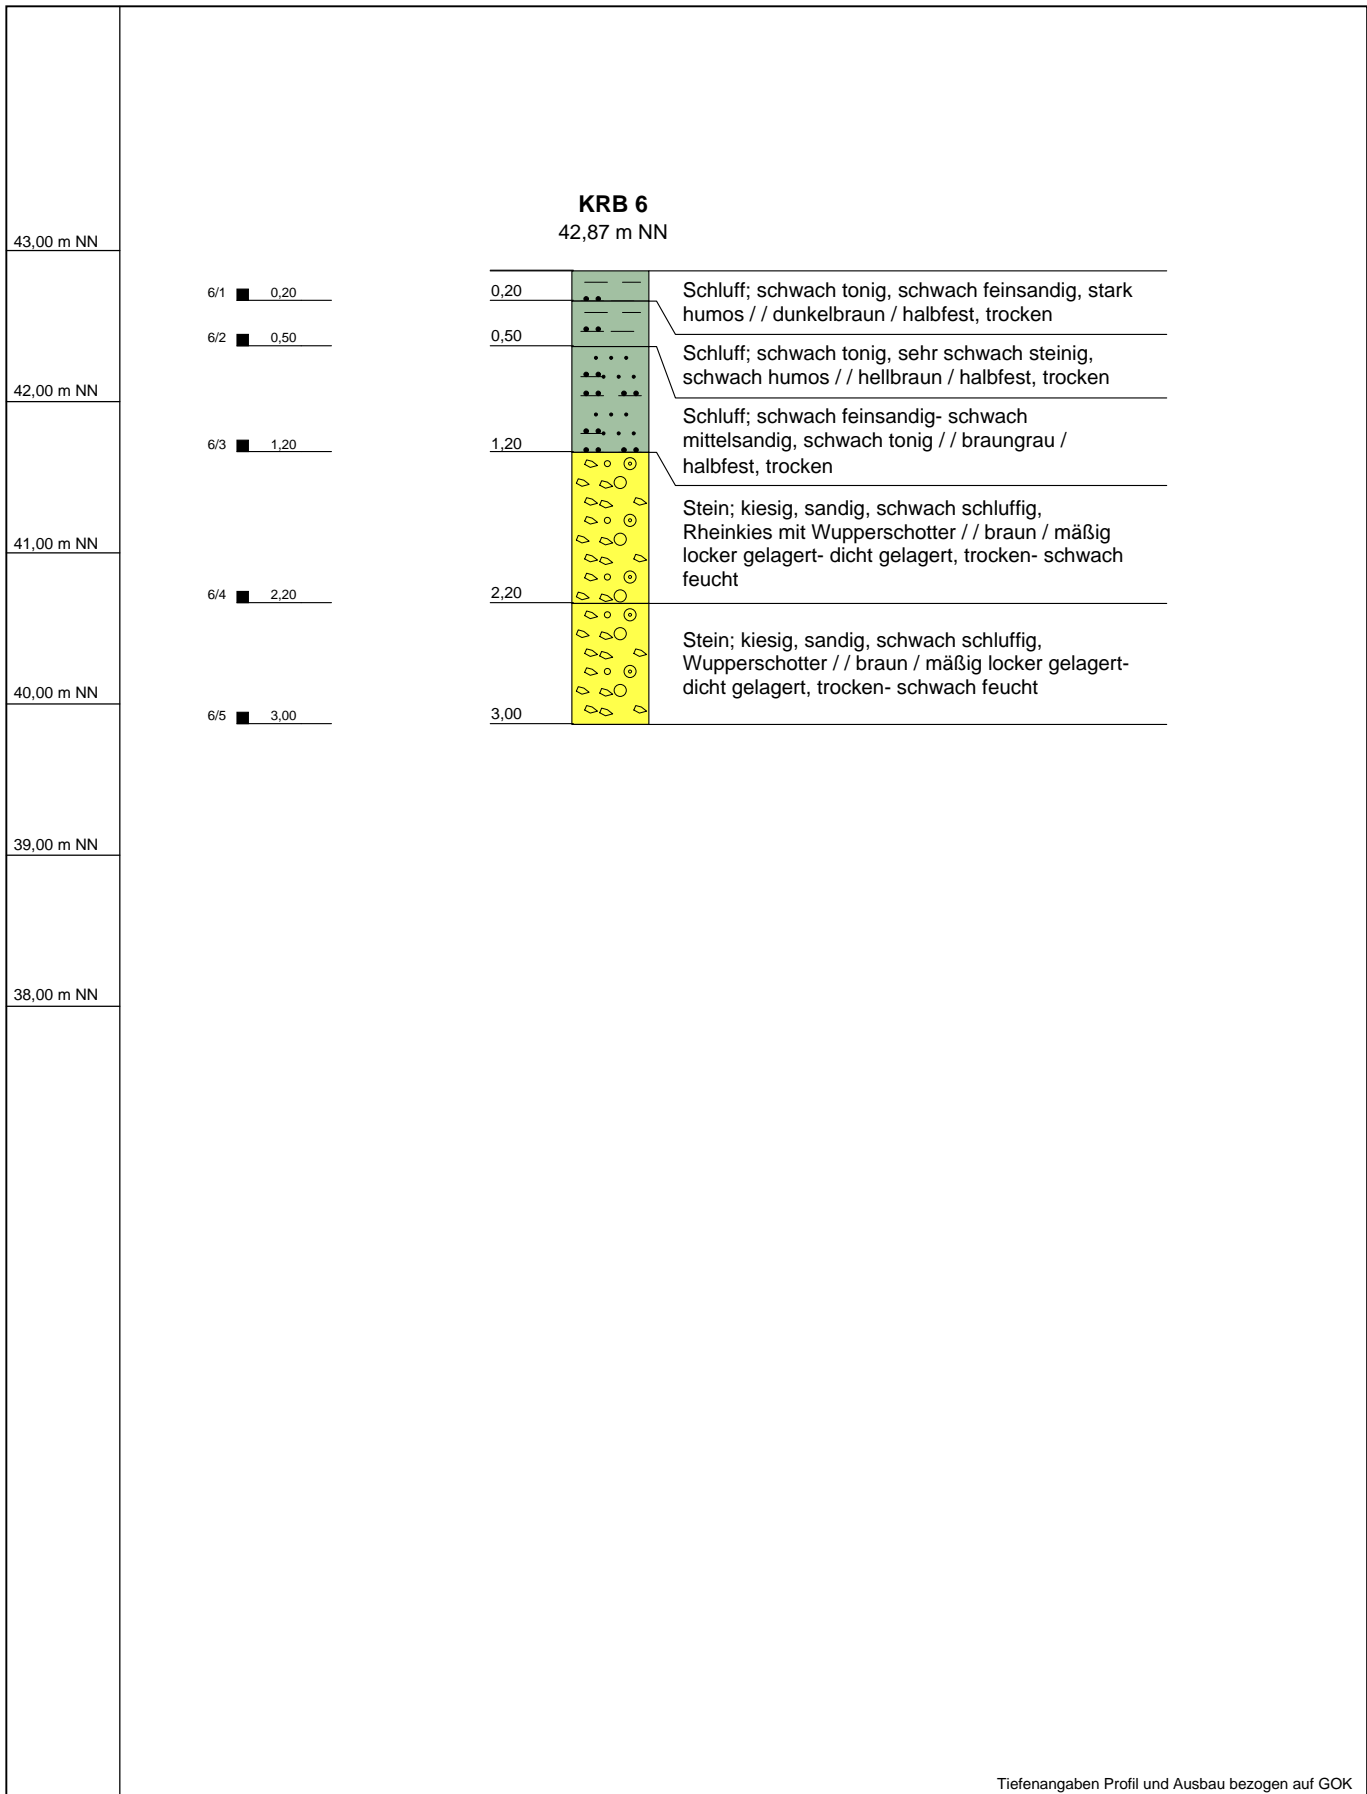 KRB 6
42,87 m NN
43,00 m NN
42,00 m NN
41,00 m NN
40,00 m NN
39,00 m NN
38,00 m NN
6/1 0,20
6/2 0,50
6/3 1,20
6/4 2,20
6/5 3,00
0,20
0,50
1,20
2,20
3,00
Schluff; schwach tonig, schwach feinsandig, stark
humos / / dunkelbraun / halbfest, trocken
Schluff; schwach tonig, sehr schwach steinig,
schwach humos / / hellbraun / halbfest, trocken
Schluff; schwach feinsandig- schwach
mittelsandig, schwach tonig / / braungrau /
halbfest, trocken
Stein; kiesig, sandig, schwach schluffig,
Rheinkies mit Wupperschotter / / braun / mäßig
locker gelagert- dicht gelagert, trocken- schwach
feucht
Stein; kiesig, sandig, schwach schluffig,
Wupperschotter / / braun / mäßig locker gelagert-
dicht gelagert, trocken- schwach feucht
Tiefenangaben Profil und Ausbau bezogen auf GOK